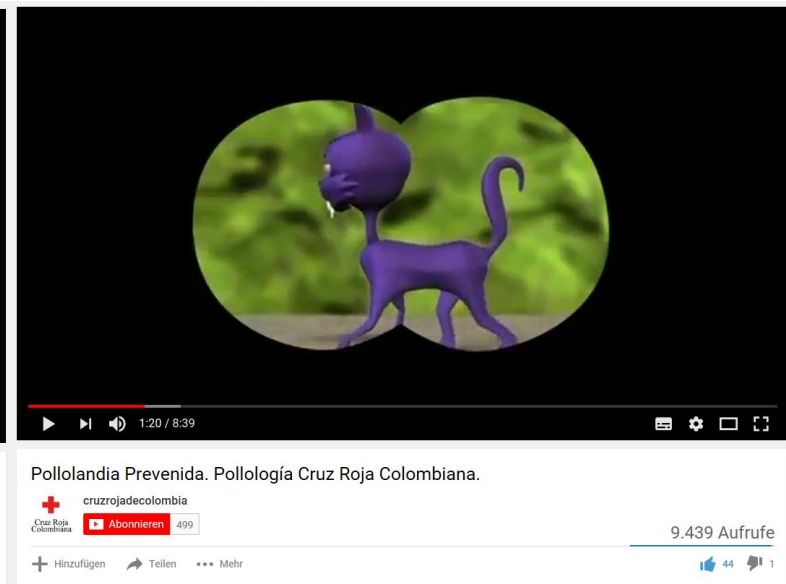 1:20 / 8:39
Pollolandia Prevenida. Pollología Cruz Roja Colombiana.
cruzrojadecolombia
Cruz Roja
Colombiana
Abonnieren 499
9.439 Aufrufe
Hinzufügen Teilen Mehr 44 1